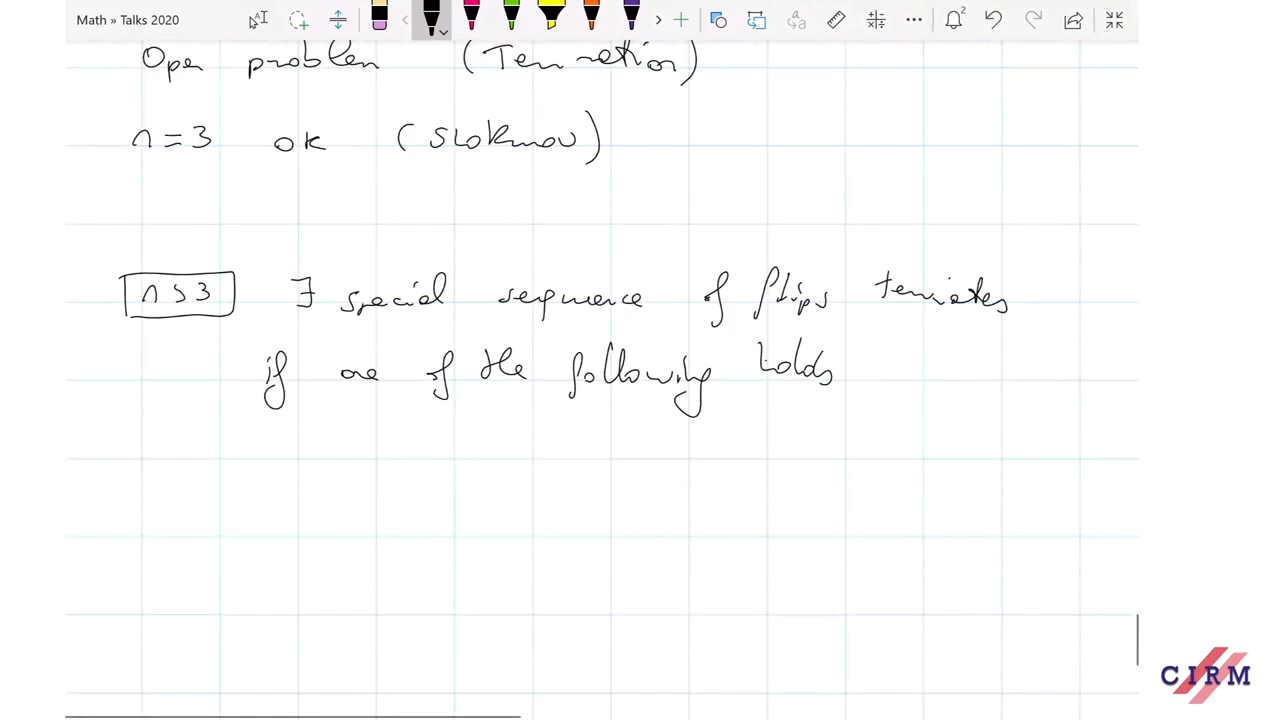 Math » Talks 2020
Open problem (Termination)
n=3 ok (Shokurov)
n>3 ∃ special sequence of flips terminates
if one of the following holds
CIRM